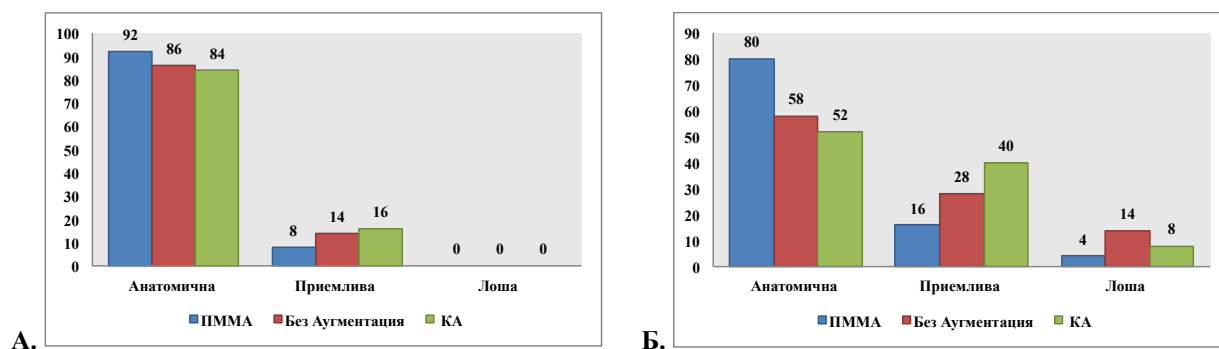 100
90
80
70
60
50
40
30
20
10
0
92
86
84
8
14
16
0
0
0
Анатомична
Приемлива
Лоша
ПММА
Без Аугментация
КА
А.
90
80
70
60
50
40
30
20
10
0
80
58
52
16
28
40
4
14
8
Анатомична
Приемлива
Лоша
ПММА
Без Аугментация
КА
Б.